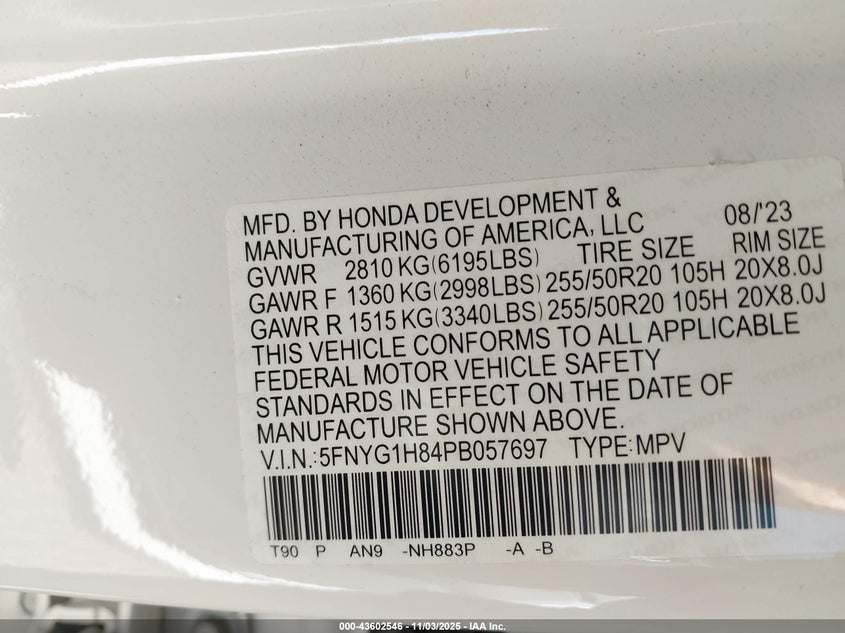 MFD. BY HONDA DEVELOPMENT &
MANUFACTURING OF AMERICA, LLC 08/'23
GVWR 2810 KG(6195LBS) TIRE SIZE RIM SIZE
GAWR F 1360 KG(2998LBS) 255/50R20 105H 20X8.0J
GAWR R 1515 KG(3340LBS) 255/50R20 105H 20X8.0J
THIS VEHICLE CONFORMS TO ALL APPLICABLE
FEDERAL MOTOR VEHICLE SAFETY
STANDARDS IN EFFECT ON THE DATE OF
MANUFACTURE SHOWN ABOVE.
V.I.N.:5FNYG1H84PB057697 TYPE:MPV
T90 P AN9 -NH883P -A -B
000-43602546 - 11/03/2025 - IAA Inc.